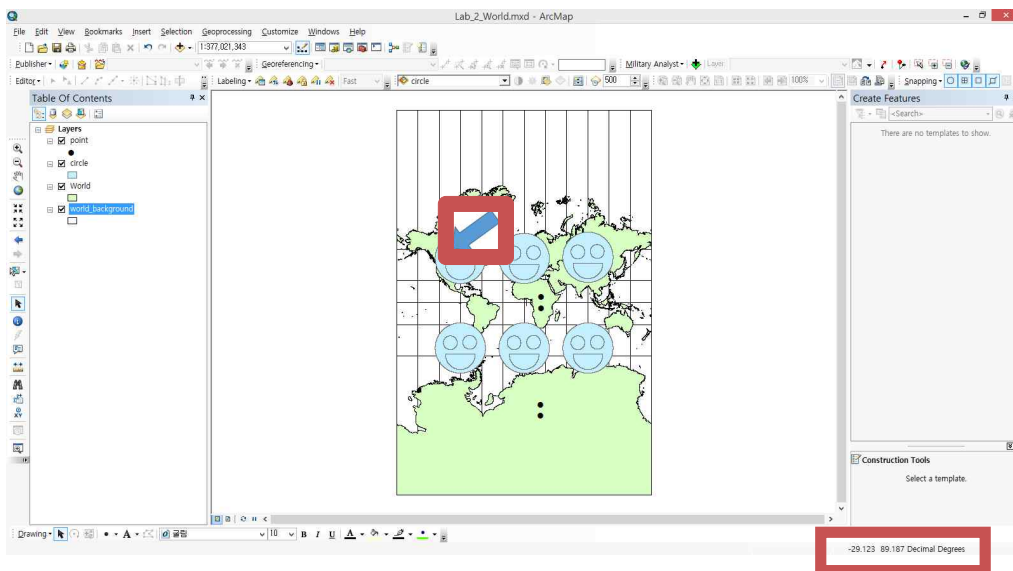 Lab_2_World.mxd - ArcMap
File Edit View Bookmarks Insert Selection Geoprocessing Customize Windows Help
1:377,021,343
Publisher Georeferencing Military Analyst Layer
Editor Labeling Fast circle 500 100% Snapping
Table Of Contents
Layers
point
circle
World
world_background
Create Features
<Search>
There are no templates to show.
Construction Tools
Select a template.
Drawing A 굴림 10 B I U A
-29.123 89.187 Decimal Degrees